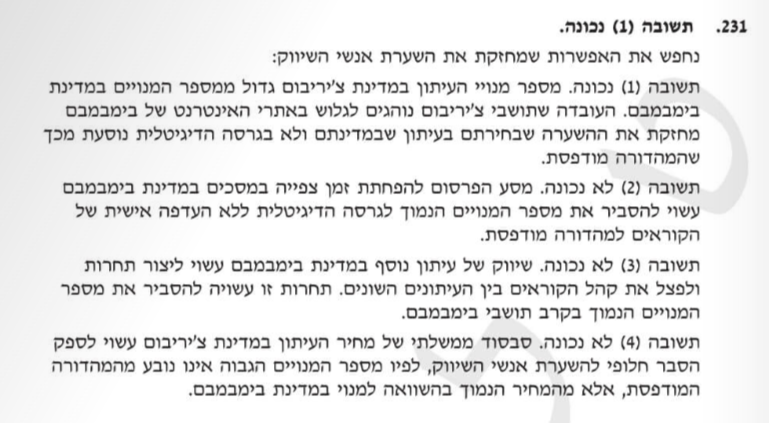 231. תשובה (1) נכונה.
נחפש את האפשרות שמחזקת את השערת אנשי השיווק:
תשובה (1) נכונה. מספר מנויי העיתון במדינת צ'יריבום גדול ממספר המנויים במדינת
בימבמבם. העובדה שתושבי צ'יריבום נוהגים לגלוש באתרי האינטרנט של בימבמבם
מחזקת את ההשערה שבחירתם בעיתון שבמדינתם ולא בגרסה הדיגיטלית נוסעת מכך
שהמהדורה מודפסת.
תשובה (2) לא נכונה. מסע הפרסום להפחתת זמן צפייה במסכים במדינת בימבמבם
עשוי להסביר את מספר המנויים הנמוך לגרסה הדיגיטלית ללא העדפה אישית של
הקוראים למהדורה מודפסת.
תשובה (3) לא נכונה. שיווק של עיתון נוסף במדינת בימבמבם עשוי ליצור תחרות
ולפצל את קהל הקוראים בין העיתונים השונים. תחרות זו עשויה להסביר את מספר
המנויים הנמוך בקרב תושבי בימבמבם.
תשובה (4) לא נכונה. סבסוד ממשלתי של מחיר העיתון במדינת צ'יריבום עשוי לספק
הסבר חלופי להשערת אנשי השיווק, לפיו מספר המנויים הגבוה אינו נובע מהמהדורה
המודפסת, אלא מהמחיר הנמוך בהשוואה למנוי במדינת בימבמבם.